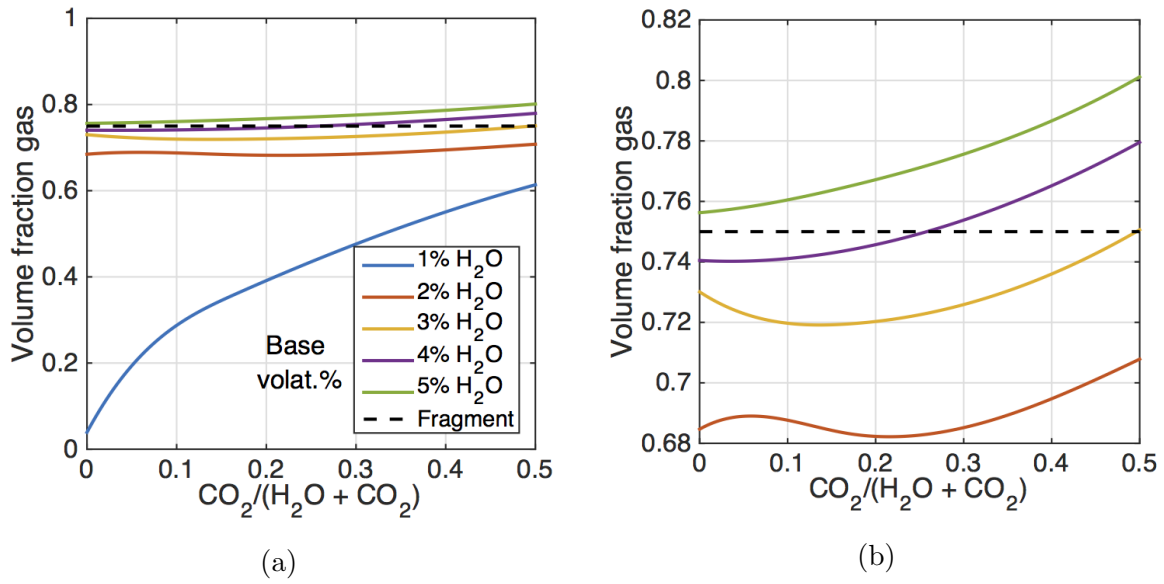 1
0.8
0.6
0.4
0.2
0
Volume fraction gas
0
0.1
0.2
0.3
0.4
0.5
CO₂/(H₂O + CO₂)
Base
volat.%
1% H₂O
2% H₂O
3% H₂O
4% H₂O
5% H₂O
Fragment
(a)
0.82
0.8
0.78
0.76
0.74
0.72
0.7
0.68
Volume fraction gas
0
0.1
0.2
0.3
0.4
0.5
CO₂/(H₂O + CO₂)
(b)